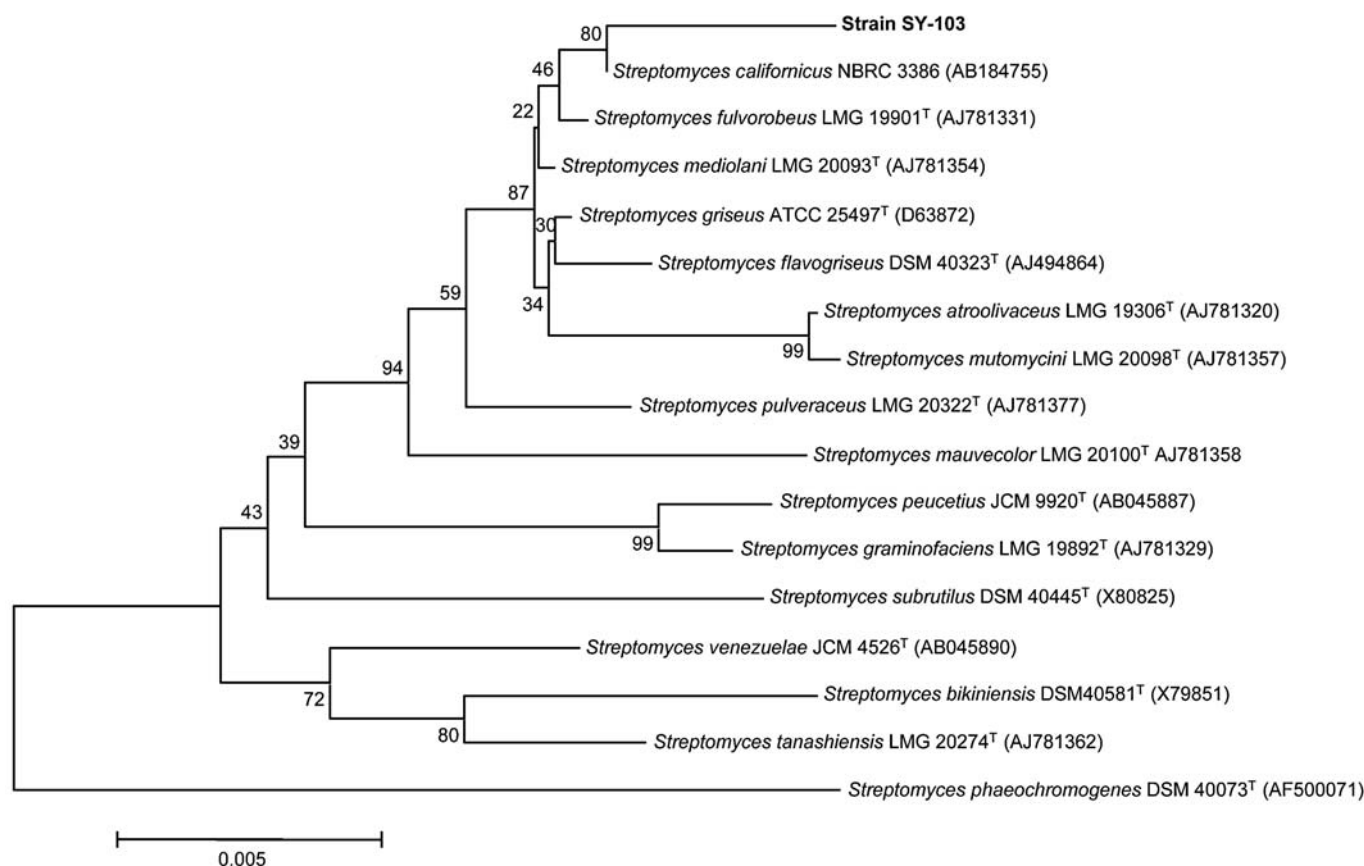 Strain SY-103
80
Streptomyces californicus NBRC 3386 (AB184755)
46
Streptomyces fulvorobeus LMG 19901ᵀ (AJ781331)
22
Streptomyces mediolani LMG 20093ᵀ (AJ781354)
87
Streptomyces griseus ATCC 25497ᵀ (D63872)
30
Streptomyces flavogriseus DSM 40323ᵀ (AJ494864)
59
34
Streptomyces atroolivaceus LMG 19306ᵀ (AJ781320)
99
Streptomyces mutomycini LMG 20098ᵀ (AJ781357)
94
Streptomyces pulveraceus LMG 20322ᵀ (AJ781377)
39
Streptomyces mauvecolor LMG 20100ᵀ AJ781358
Streptomyces peucetius JCM 9920ᵀ (AB045887)
43
99
Streptomyces graminofaciens LMG 19892ᵀ (AJ781329)
Streptomyces subrutilus DSM 40445ᵀ (X80825)
Streptomyces venezuelae JCM 4526ᵀ (AB045890)
72
Streptomyces bikiniensis DSM40581ᵀ (X79851)
80
Streptomyces tanashiensis LMG 20274ᵀ (AJ781362)
Streptomyces phaeochromogenes DSM 40073ᵀ (AF500071)
0.005